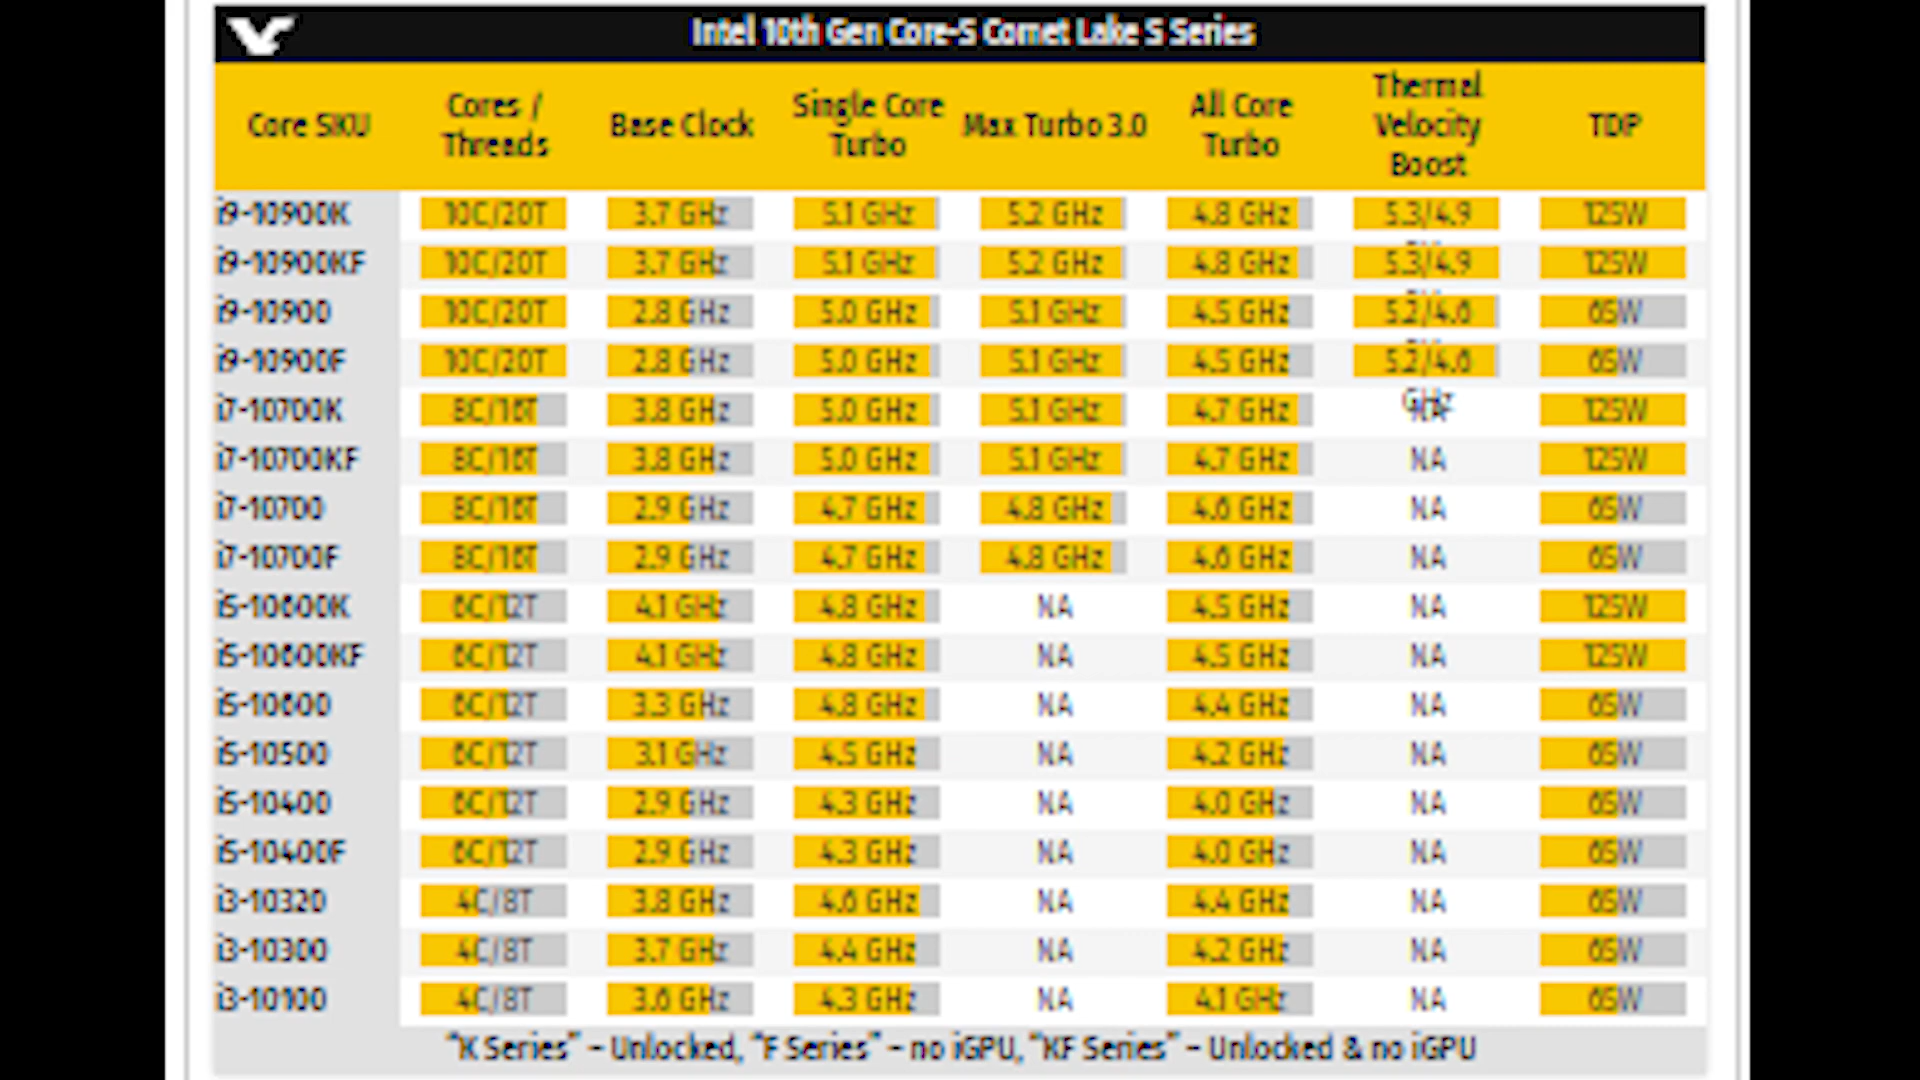 Intel 10th Gen Core-S Comet Lake S Series
Core SKU Cores / Threads Base Clock Single Core Turbo Max Turbo 3.0 All Core Turbo Thermal Velocity Boost TDP
i9-10900K 10C/20T 3.7 GHz 5.1 GHz 5.2 GHz 4.8 GHz 5.3/4.9 125W
i9-10900KF 10C/20T 3.7 GHz 5.1 GHz 5.2 GHz 4.8 GHz 5.3/4.9 125W
i9-10900 10C/20T 2.8 GHz 5.0 GHz 5.1 GHz 4.5 GHz 5.2/4.6 65W
i9-10900F 10C/20T 2.8 GHz 5.0 GHz 5.1 GHz 4.5 GHz 5.2/4.6 GHz 65W
i7-10700K 8C/16T 3.8 GHz 5.0 GHz 5.1 GHz 4.7 GHz NA 125W
i7-10700KF 8C/16T 3.8 GHz 5.0 GHz 5.1 GHz 4.7 GHz NA 125W
i7-10700 8C/16T 2.9 GHz 4.7 GHz 4.8 GHz 4.6 GHz NA 65W
i7-10700F 8C/16T 2.9 GHz 4.7 GHz 4.8 GHz 4.6 GHz NA 65W
i5-10600K 6C/12T 4.1 GHz 4.8 GHz NA 4.5 GHz NA 125W
i5-10600KF 6C/12T 4.1 GHz 4.8 GHz NA 4.5 GHz NA 125W
i5-10600 6C/12T 3.3 GHz 4.8 GHz NA 4.4 GHz NA 65W
i5-10500 6C/12T 3.1 GHz 4.5 GHz NA 4.2 GHz NA 65W
i5-10400 6C/12T 2.9 GHz 4.3 GHz NA 4.0 GHz NA 65W
i5-10400F 6C/12T 2.9 GHz 4.3 GHz NA 4.0 GHz NA 65W
i3-10320 4C/8T 3.8 GHz 4.6 GHz NA 4.4 GHz NA 65W
i3-10300 4C/8T 3.7 GHz 4.4 GHz NA 4.2 GHz NA 65W
i3-10100 4C/8T 3.6 GHz 4.3 GHz NA 4.1 GHz NA 65W
"K Series" – Unlocked, "F Series" – no iGPU, "KF Series" – Unlocked & no iGPU